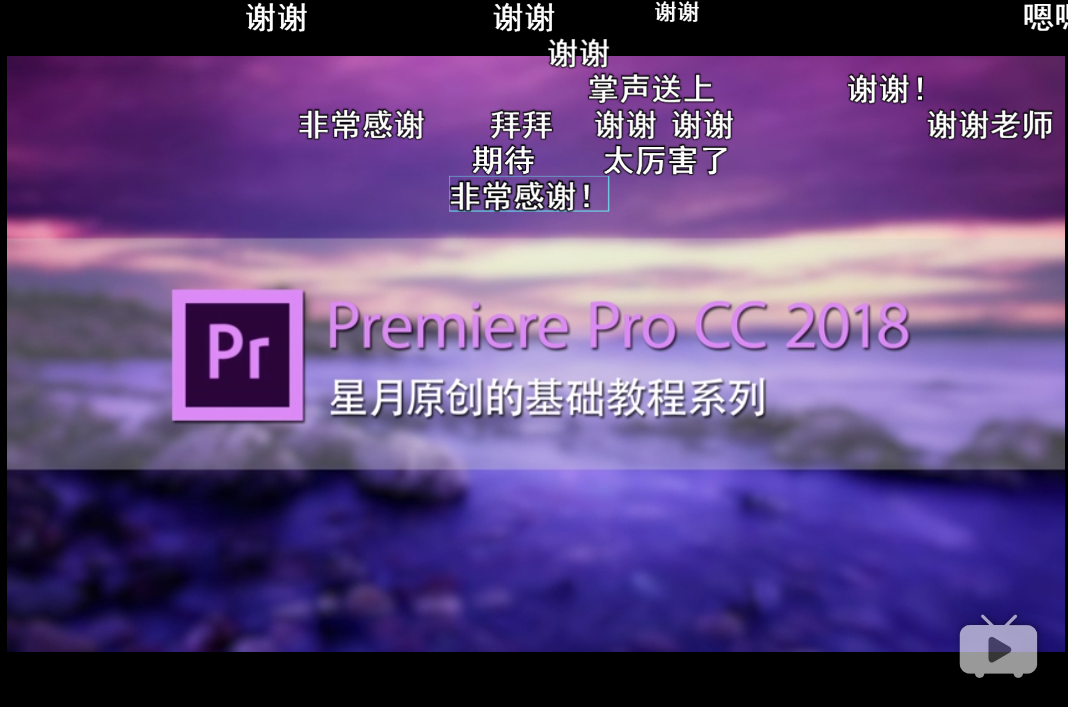 谢谢 谢谢 谢谢 嗯嗯
谢谢
掌声送上 谢谢！
非常感谢 拜拜 谢谢 谢谢 谢谢老师
期待 太厉害了
非常感谢！
Pr
Premiere Pro CC 2018
星月原创的基础教程系列